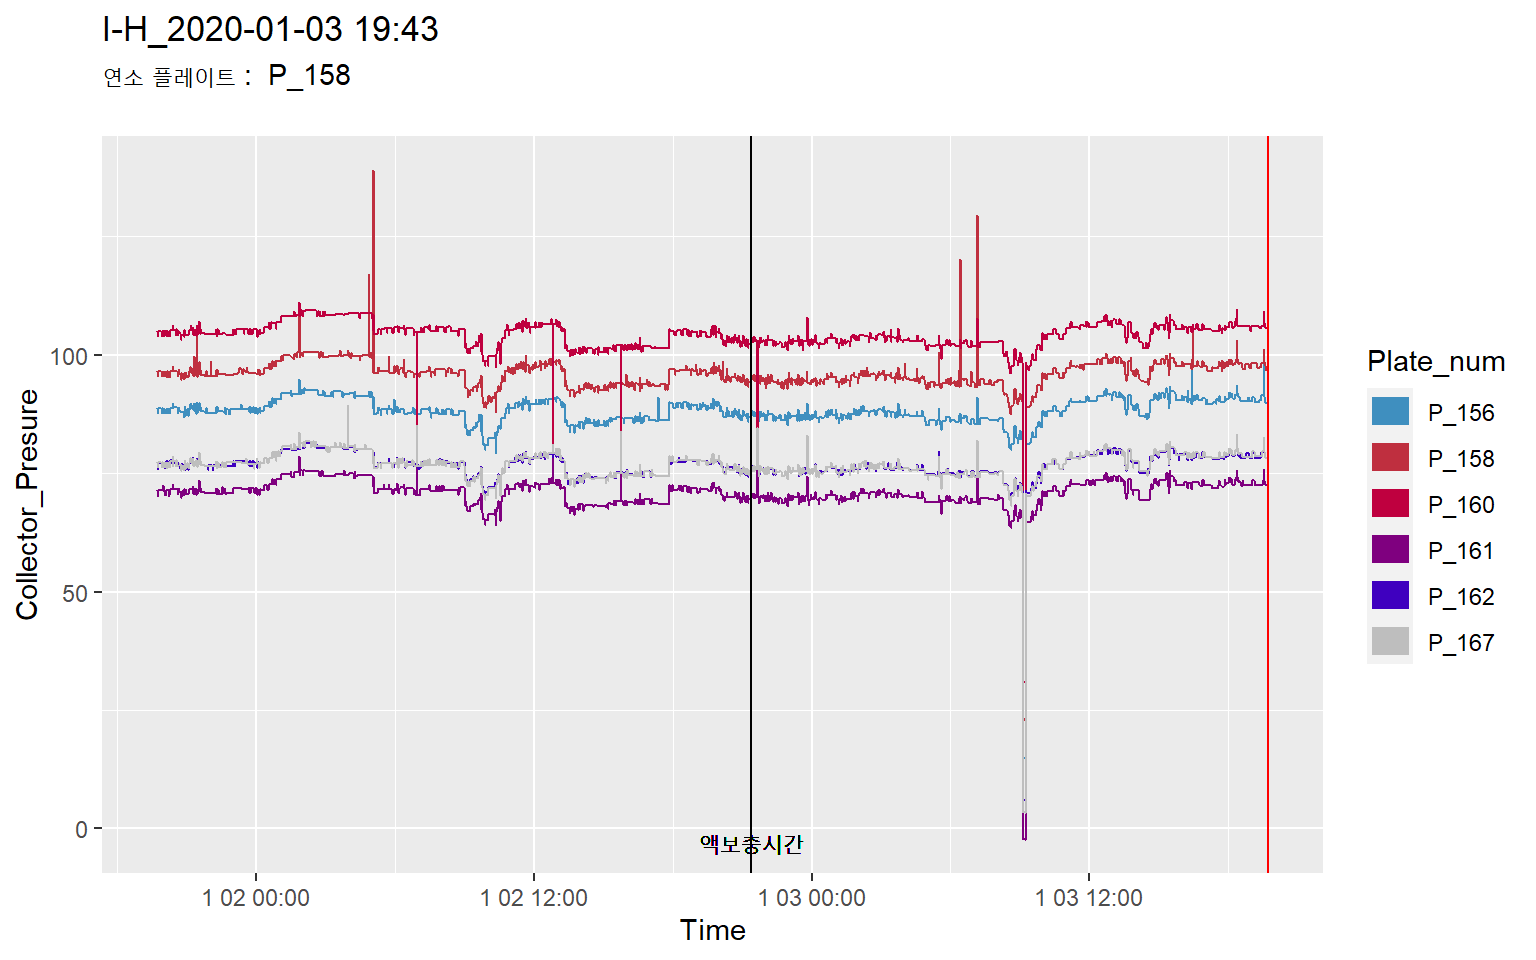 I-H_2020-01-03 19:43
연소 플레이트 : P_158
Collector_Presure
100
50
0
액보충시간
1 02 00:00
1 02 12:00
1 03 00:00
1 03 12:00
Time
Plate_num
P_156
P_158
P_160
P_161
P_162
P_167